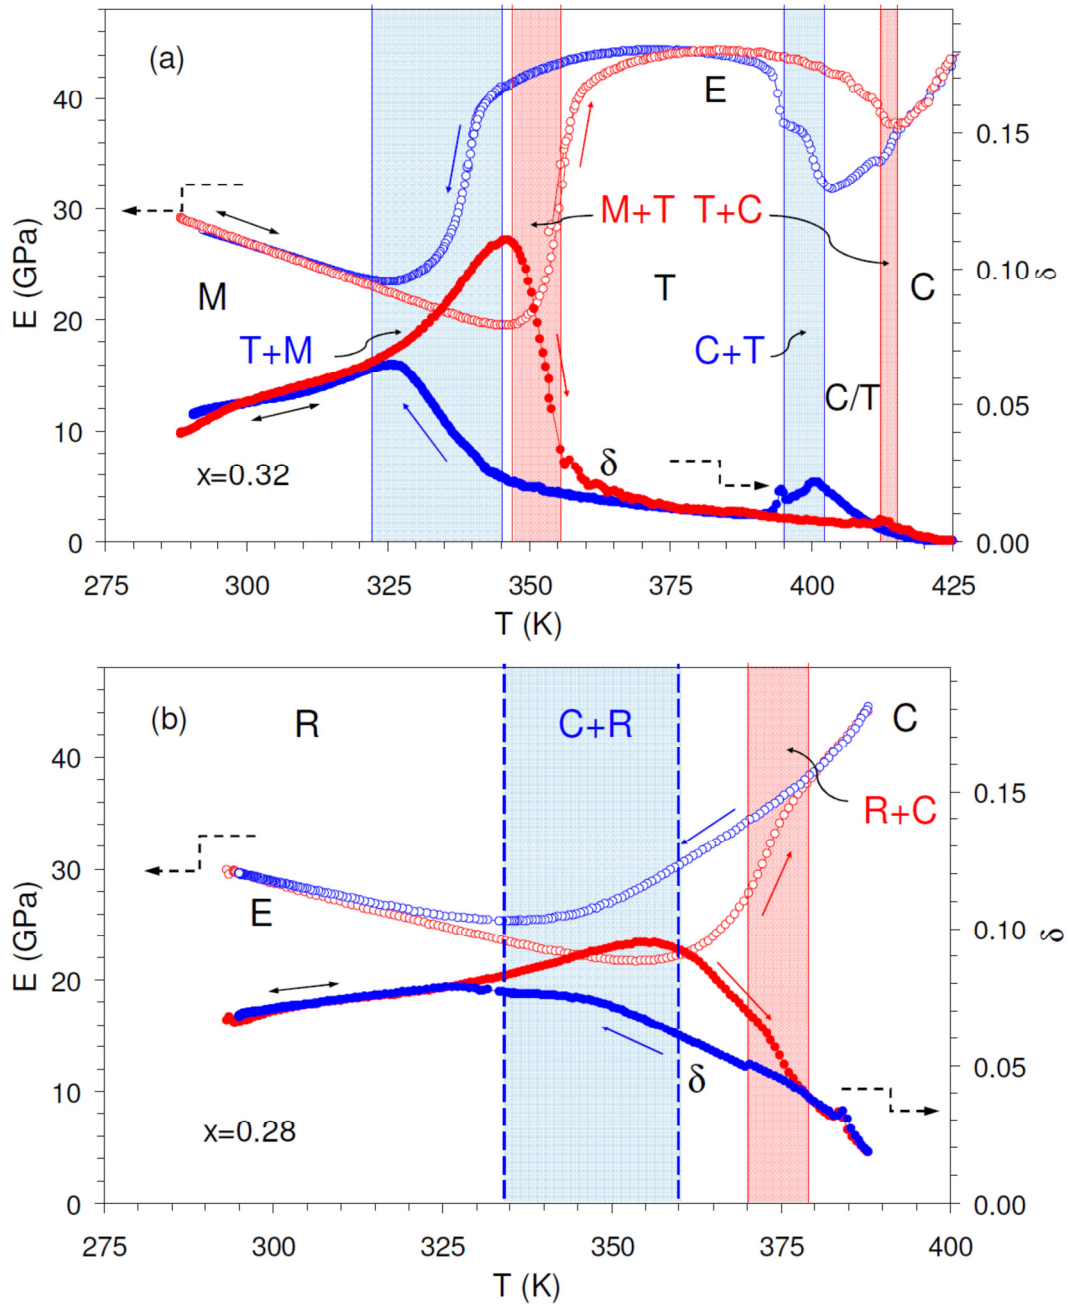 (a)
40
30
20
10
0
E (GPa)
E
M+T T+C
M
T
C
T+M
C+T
C/T
x=0.32
δ
0.15
0.10
0.05
0.00
δ
275 300 325 350 375 400 425
T (K)
(b)
R
C+R
C
R+C
40
30
20
10
0
E (GPa)
E
δ
x=0.28
0.15
0.10
0.05
0.00
δ
275 300 325 350 375 400
T (K)